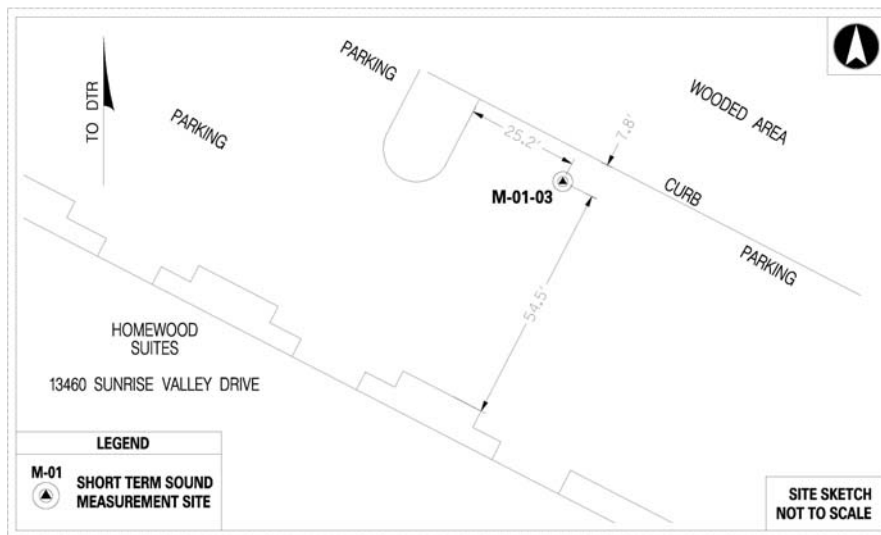 PARKING
WOODED AREA
TO DTR
PARKING
25.2'
7.8'
M-01-03
CURB
PARKING
54.5'
HOMEWOOD
SUITES
13460 SUNRISE VALLEY DRIVE
LEGEND
M-01
SHORT TERM SOUND
MEASUREMENT SITE
SITE SKETCH
NOT TO SCALE